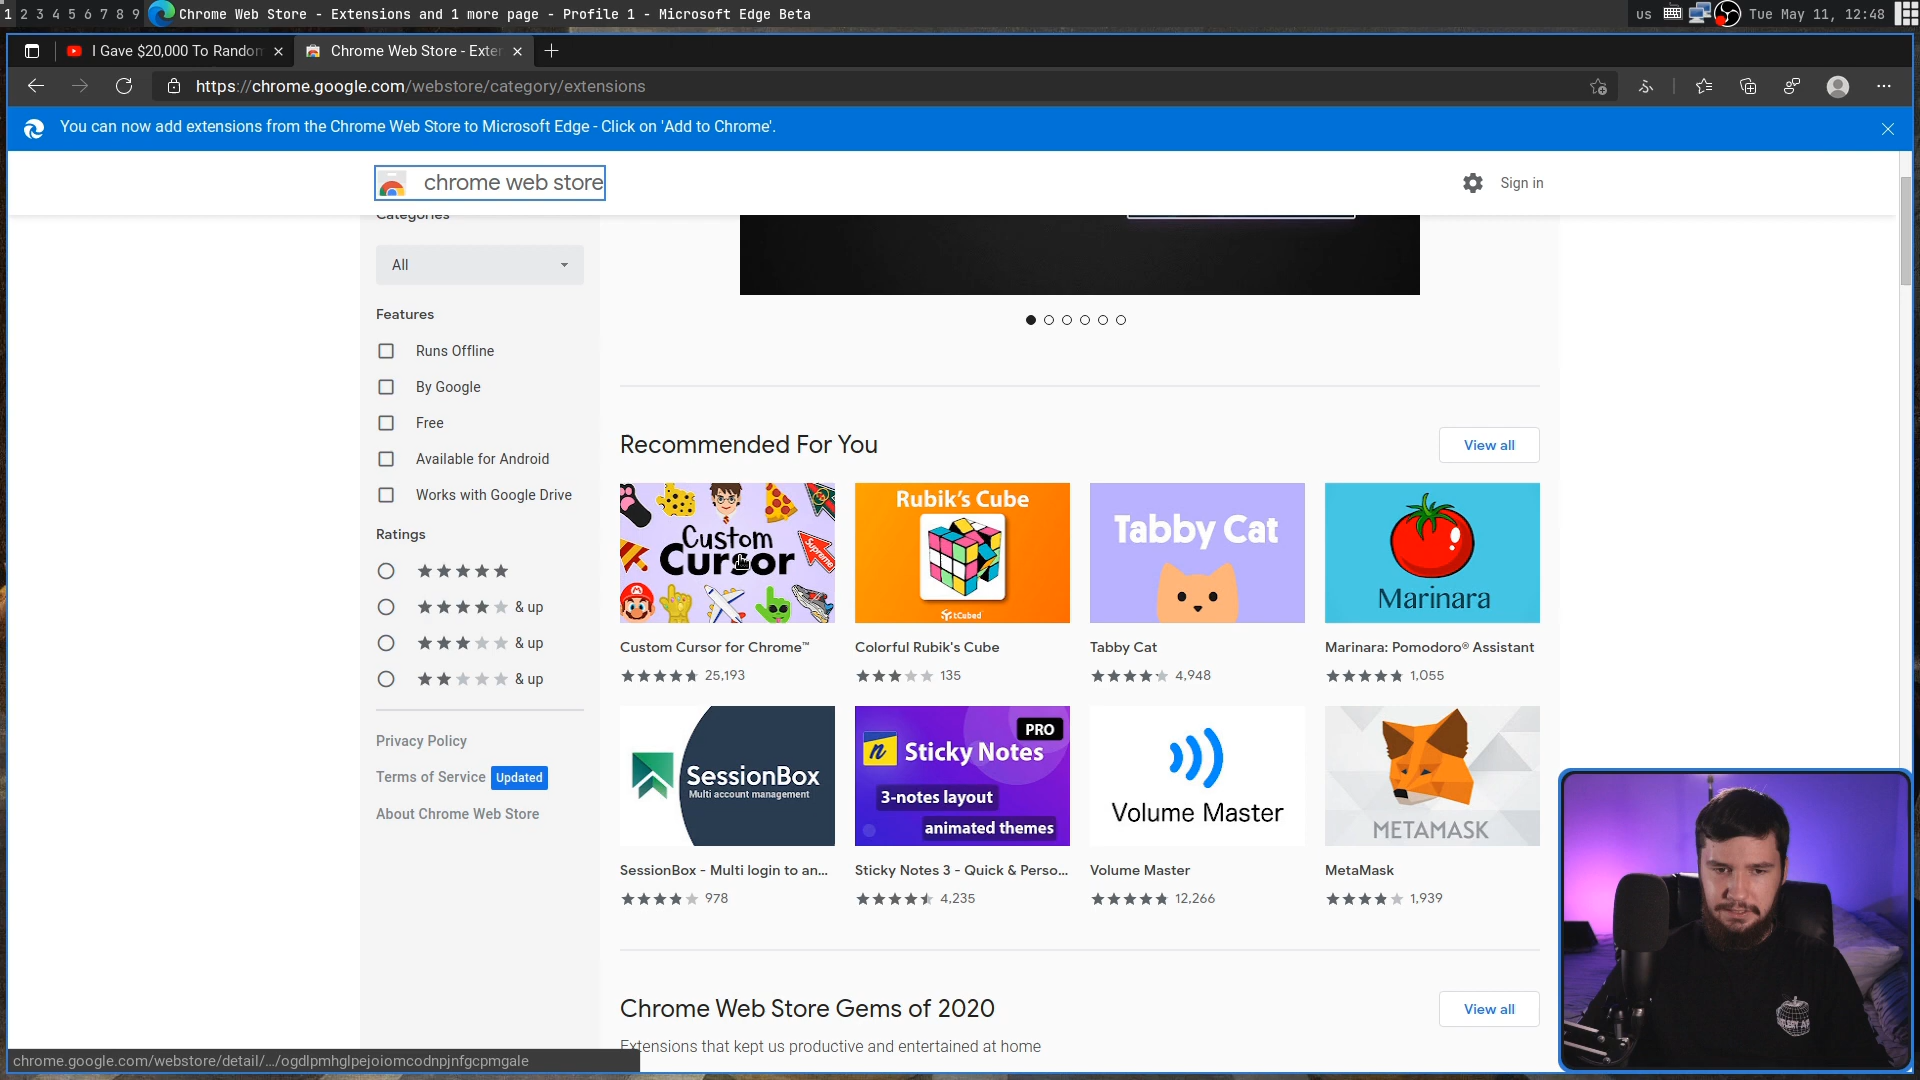 1 2 3 4 5 6 7 8 9 Chrome Web Store - Extensions and 1 more page - Profile 1 - Microsoft Edge Beta
us Tue May 11, 12:48
I Gave $20,000 To Random
Chrome Web Store - Exter
https://chrome.google.com/webstore/category/extensions
You can now add extensions from the Chrome Web Store to Microsoft Edge - Click on 'Add to Chrome'.
chrome web store
Sign in
Categories
All
Features
Runs Offline
By Google
Free
Available for Android
Works with Google Drive
Ratings
& up
& up
& up
Privacy Policy
Terms of Service Updated
About Chrome Web Store
Recommended For You
View all
Custom
Cursor
Supreme
Rubik's Cube
tCubed
Tabby Cat
Marinara
Custom Cursor for Chrome™
25,193
Colorful Rubik's Cube
135
Tabby Cat
4,948
Marinara: Pomodoro® Assistant
1,055
SessionBox
Multi account management
PRO
n Sticky Notes
3-notes layout
animated themes
Volume Master
METAMASK
SessionBox - Multi login to an...
978
Sticky Notes 3 - Quick & Perso...
4,235
Volume Master
12,266
MetaMask
1,939
Chrome Web Store Gems of 2020
View all
Extensions that kept us productive and entertained at home
chrome.google.com/webstore/detail/.../ogdlpmhglpejoiomcodnpjnfgcpmgale